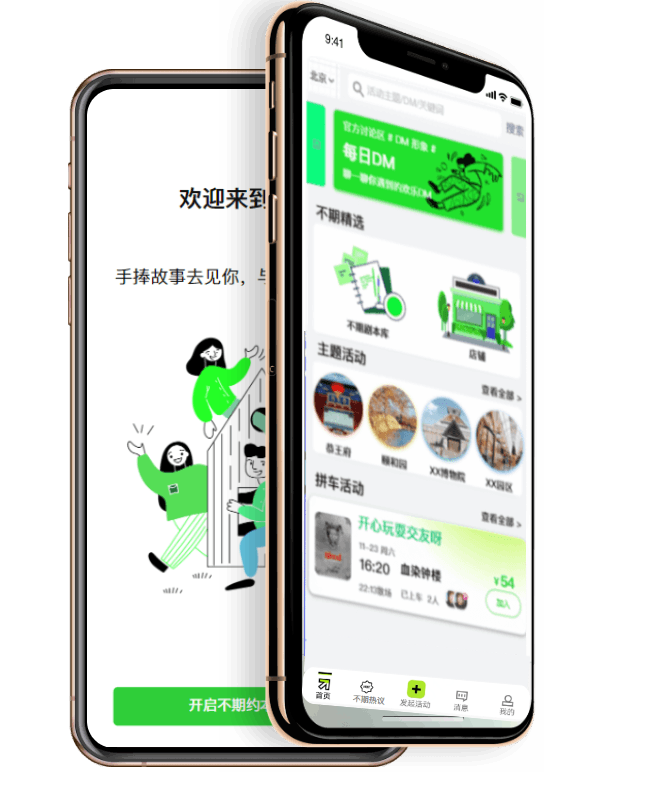 欢迎来到
手捧故事去见你，与
开启不期约本
9:41
北京
活动主题/DM/关键词
搜索
官方讨论区 # DM 形象 #
每日DM
聊一聊你遇到的欢乐DM
不期精选
不期剧本库
店铺
主题活动
查看全部 >
恭王府
颐和园
XX博物院
XX园区
拼车活动
查看全部 >
开心玩耍交友呀
11-23 周六
16:20 血染钟楼
¥54
22:13散场 已上车 2人
加入
首页
不期热议
发起活动
消息
我的